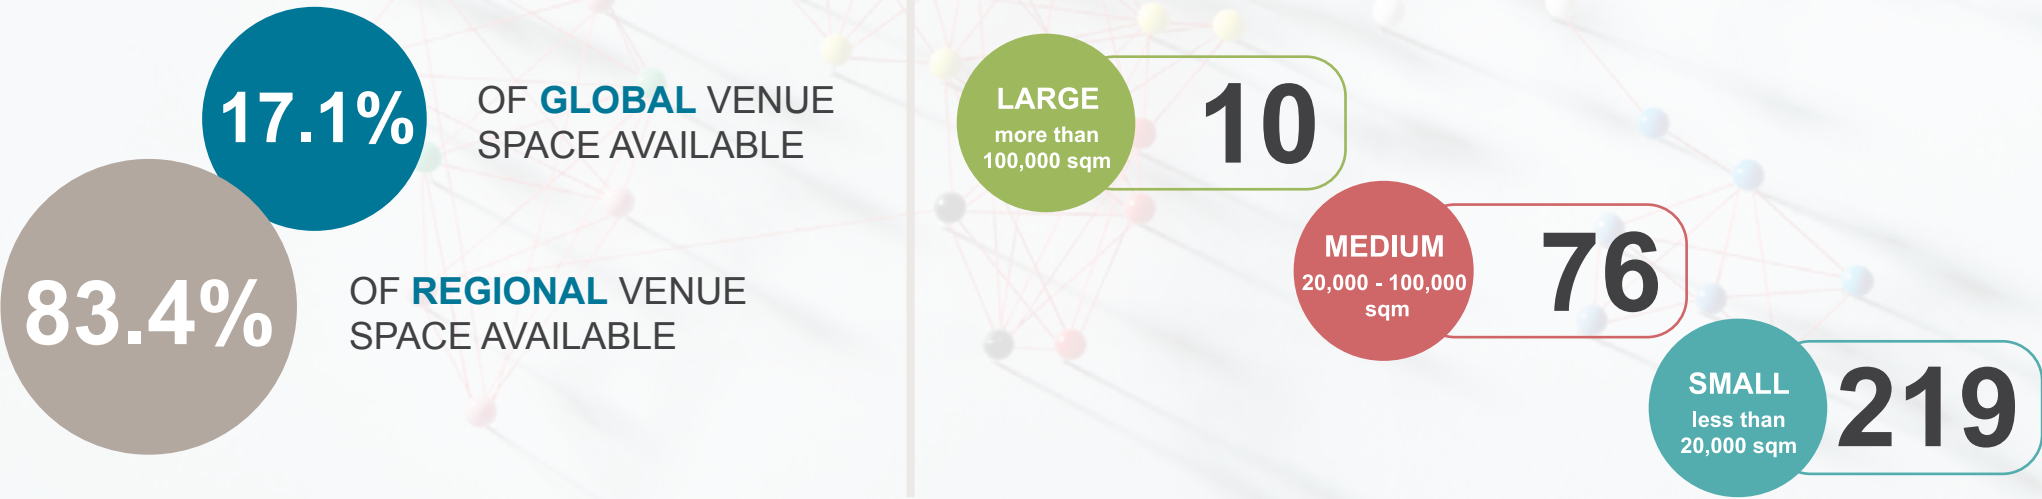 17.1%
OF GLOBAL VENUE
SPACE AVAILABLE
83.4%
OF REGIONAL VENUE
SPACE AVAILABLE
LARGE
more than
100,000 sqm
10
MEDIUM
20,000 - 100,000
sqm
76
SMALL
less than
20,000 sqm
219